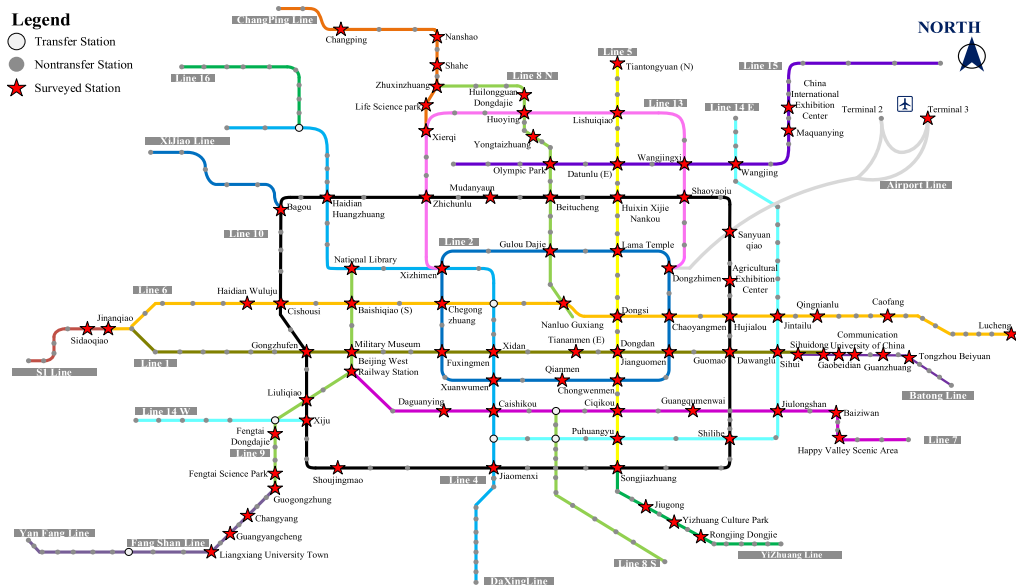 Legend
Transfer Station
Nontransfer Station
Surveyed Station
NORTH
ChangPing Line
Changping
Nanshao
Shahe
Zhuxinzhuang
Life Science park
Xierqi
Line 16
Line 8 N
Huilongguan
Dongdajie
Huoying
Yongtaizhuang
Line 5
Tiantongyuan (N)
Line 13
Lishuiqiao
Line 14 E
Line 15
China
International
Exhibition
Center
Maquanying
Terminal 2
Terminal 3
Airport Line
XIJiao Line
Olympic Park
Datunlu (E)
Wangjingxi
Wangjing
Bagou
Haidian
Huangzhuang
Zhichunlu
Mudanyaun
Beitucheng
Huixin Xijie
Nankou
Shaoyaoju
Sanyuan
qiao
Line 10
Line 2
National Library
Xizhimen
Gulou Dajie
Lama Temple
Dongzhimen
Agricultural
Exhibition
Center
Line 6
Haidian Wuluju
Cishousi
Baishiqiao (S)
Chegong
zhuang
Nanluo Guxiang
Dongsi
Chaoyangmen
Hujialou
Jintailu
Qingnianlu
Caofang
Lucheng
Jinanqiao
Sidaoqiao
S1 Line
Line 1
Gongzhufen
Military Museum
Beijing West
Railway Station
Fuxingmen
Xidan
Tiananmen (E)
Dongdan
Jianguomen
Guomao
Dawanglu
Sihui
Sihuidong
Gaobeidian
Communication
University of China
Guanzhuang
Tongzhou Beiyuan
Batong Line
Xuanwumen
Qianmen
Chongwenmen
Liuliqiao
Line 14 W
Xiju
Daguanying
Caishikou
Ciqikou
Guangqumenwai
Jiulongshan
Baiziwan
Happy Valley Scenic Area
Line 7
Fengtai
Dongdajie
Line 9
Puhuangyu
Shilihe
Fengtai Science Park
Guogongzhung
Shoujingmao
Line 4
Jiaomenxi
Songjiazhuang
Changyang
Guangyangcheng
Liangxiang University Town
Yan Fang Line
Fang Shan Line
Jiugong
Yizhuang Culture Park
Rongjing Dongjie
YiZhuang Line
Line 8 S
DaXingLine